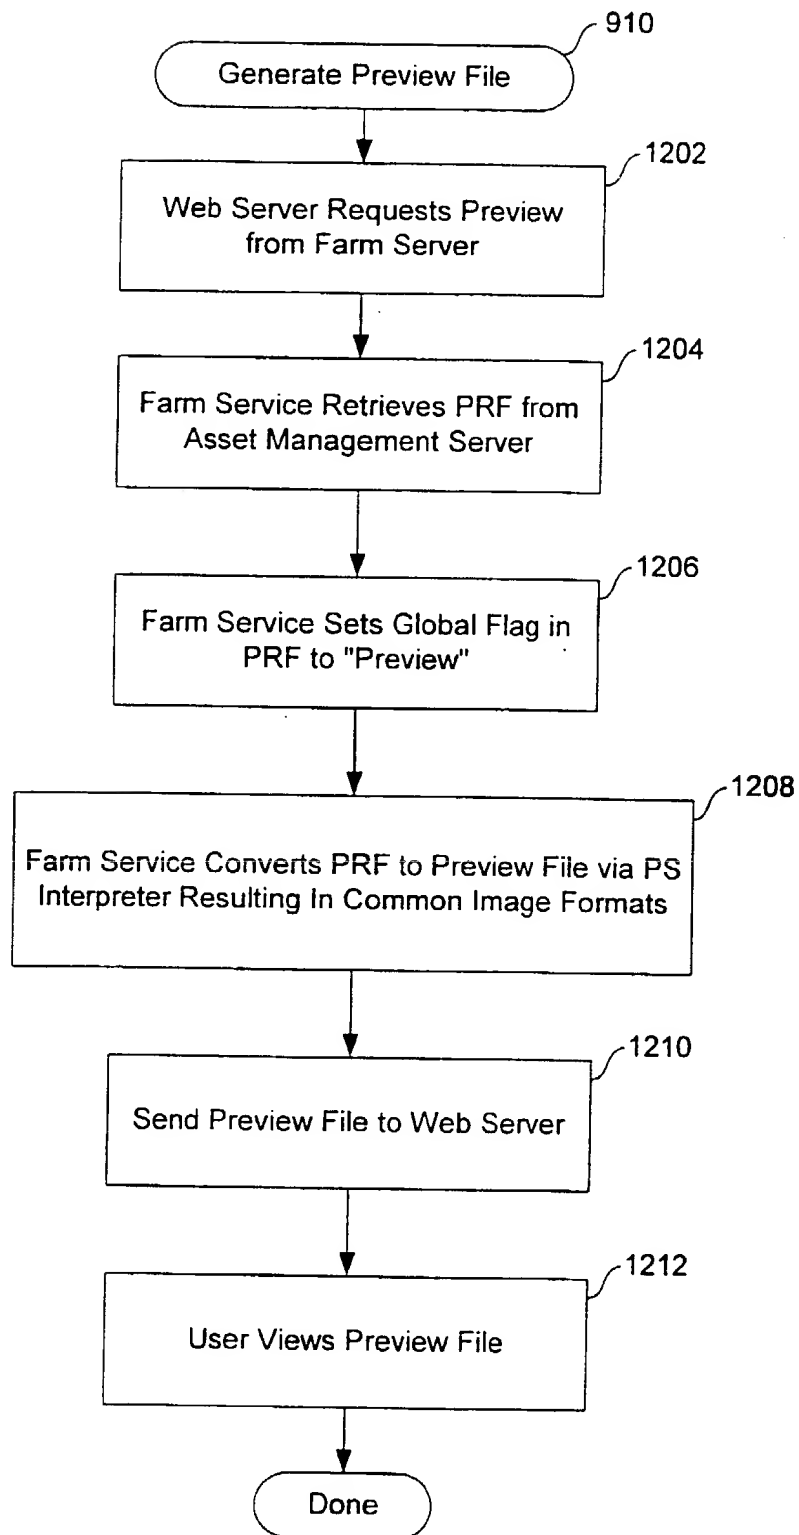 910
Generate Preview File
1202
Web Server Requests Preview
from Farm Server
1204
Farm Service Retrieves PRF from
Asset Management Server
1206
Farm Service Sets Global Flag in
PRF to "Preview"
1208
Farm Service Converts PRF to Preview File via PS
Interpreter Resulting In Common Image Formats
1210
Send Preview File to Web Server
1212
User Views Preview File
Done